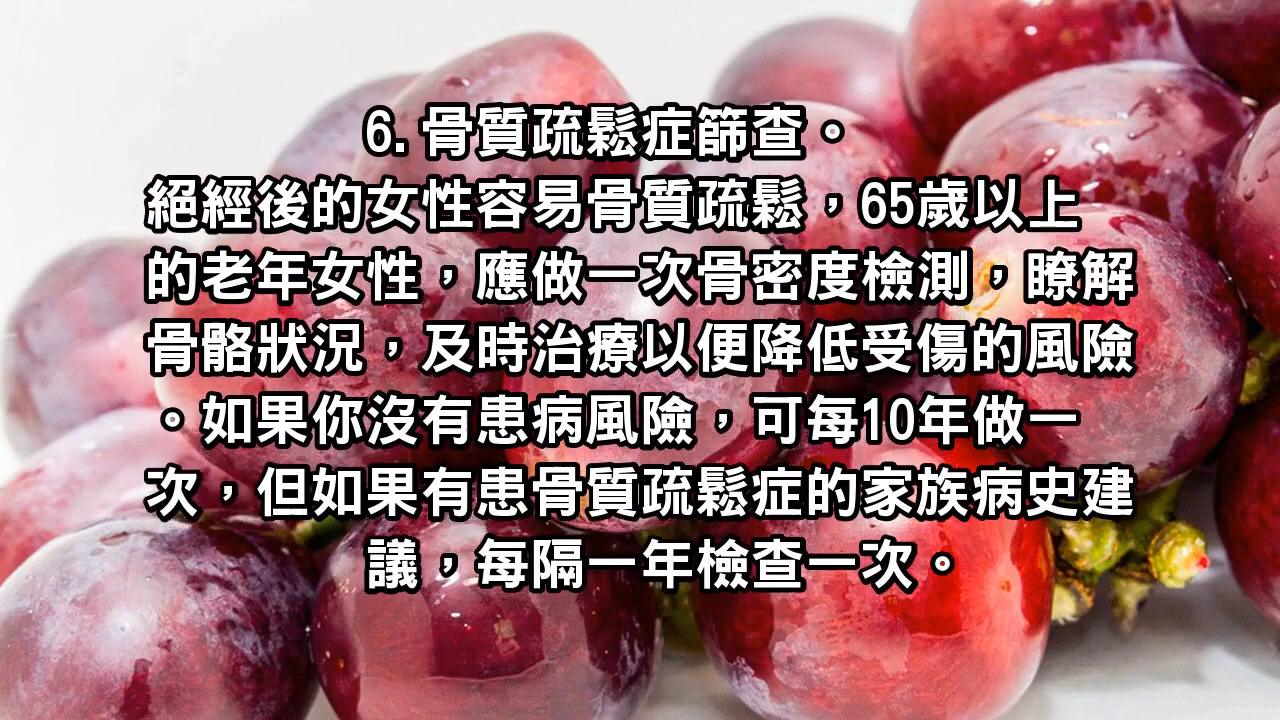 6.骨質疏鬆症篩查。
絕經後的女性容易骨質疏鬆，65歲以上
的老年女性，應做一次骨密度檢測，瞭解
骨骼狀況，及時治療以便降低受傷的風險
。如果你沒有患病風險，可每10年做一
次，但如果有患骨質疏鬆症的家族病史建
議，每隔一年檢查一次。